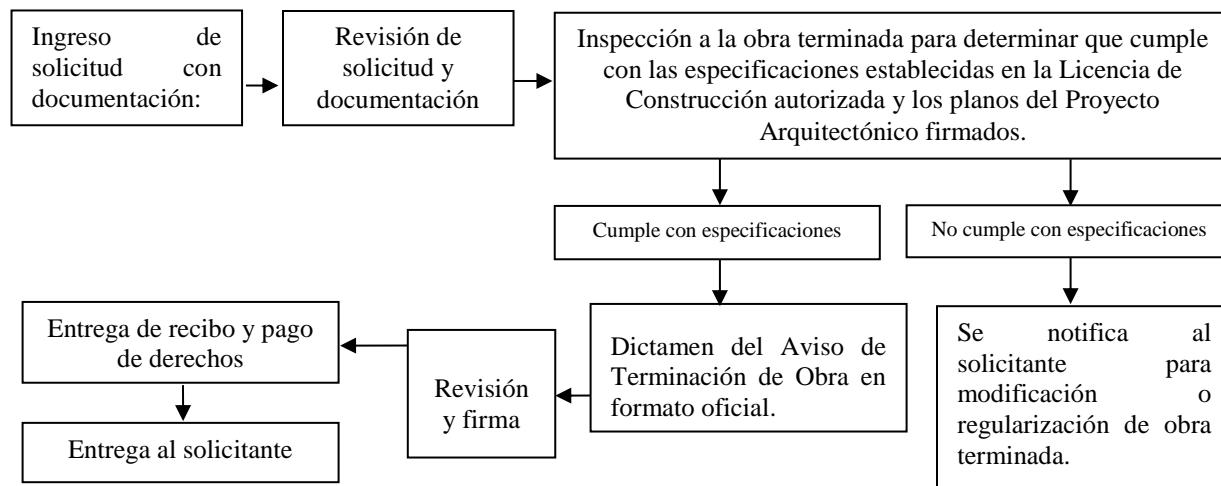 Ingreso de
solicitud con
documentación:
Revisión de
solicitud y
documentación
Inspección a la obra terminada para determinar que cumple
con las especificaciones establecidas en la Licencia de
Construcción autorizada y los planos del Proyecto
Arquitectónico firmados.
Cumple con especificaciones
No cumple con especificaciones
Dictamen del Aviso de
Terminación de Obra en
formato oficial.
Se notifica al
solicitante para
modificación o
regularización de obra
terminada.
Revisión
y firma
Entrega de recibo y pago
de derechos
Entrega al solicitante